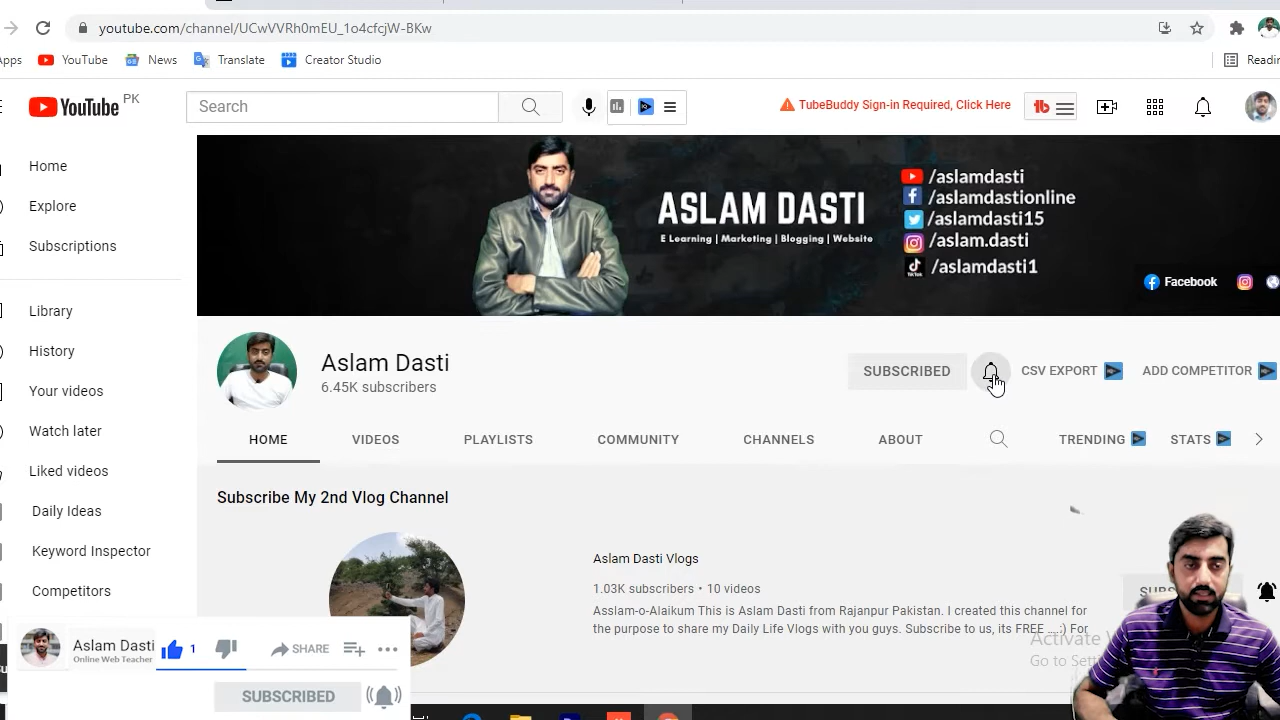 youtube.com/channel/UCwVVRh0mEU_1o4cfcjW-BKw
YouTube News Translate Creator Studio
YouTube PK
Search
TubeBuddy Sign-in Required, Click Here
Home
Explore
Subscriptions
Library
History
Your videos
Watch later
Liked videos
Daily Ideas
Keyword Inspector
Competitors
ASLAM DASTI
E Learning | Marketing | Blogging | Website
/aslamdasti
/aslamdastionline
/aslamdasti15
/aslam.dasti
/aslamdasti1
Facebook
Aslam Dasti
6.45K subscribers
SUBSCRIBED
CSV EXPORT
ADD COMPETITOR
HOME VIDEOS PLAYLISTS COMMUNITY CHANNELS ABOUT TRENDING STATS
Subscribe My 2nd Vlog Channel
Aslam Dasti Vlogs
1.03K subscribers • 10 videos
Asslam-o-Alaikum This is Aslam Dasti from Rajanpur Pakistan. I created this channel for
the purpose to share my Daily Life Vlogs with you guys. Subscribe to us, its FREE ... :) For
Activate
Go to
Aslam Dasti
Online Web Teacher
1
SHARE
SUBSCRIBED